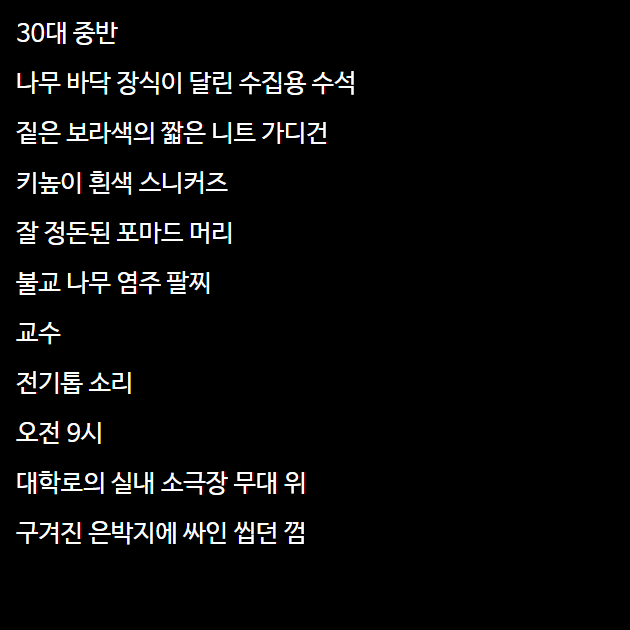 30대 중반
나무 바닥 장식이 달린 수집용 수석
짙은 보라색의 짧은 니트 가디건
키높이 흰색 스니커즈
잘 정돈된 포마드 머리
불교 나무 염주 팔찌
교수
전기톱 소리
오전 9시
대학로의 실내 소극장 무대 위
구겨진 은박지에 싸인 씹던 껌